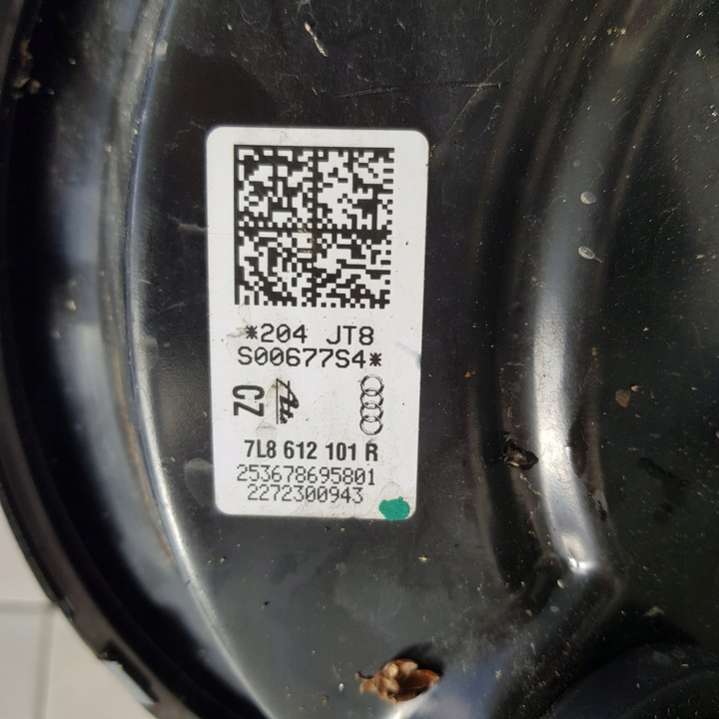 *204 JT8
S00677S4*
CZ
7L8 612 101 R
253678695801
2272300943